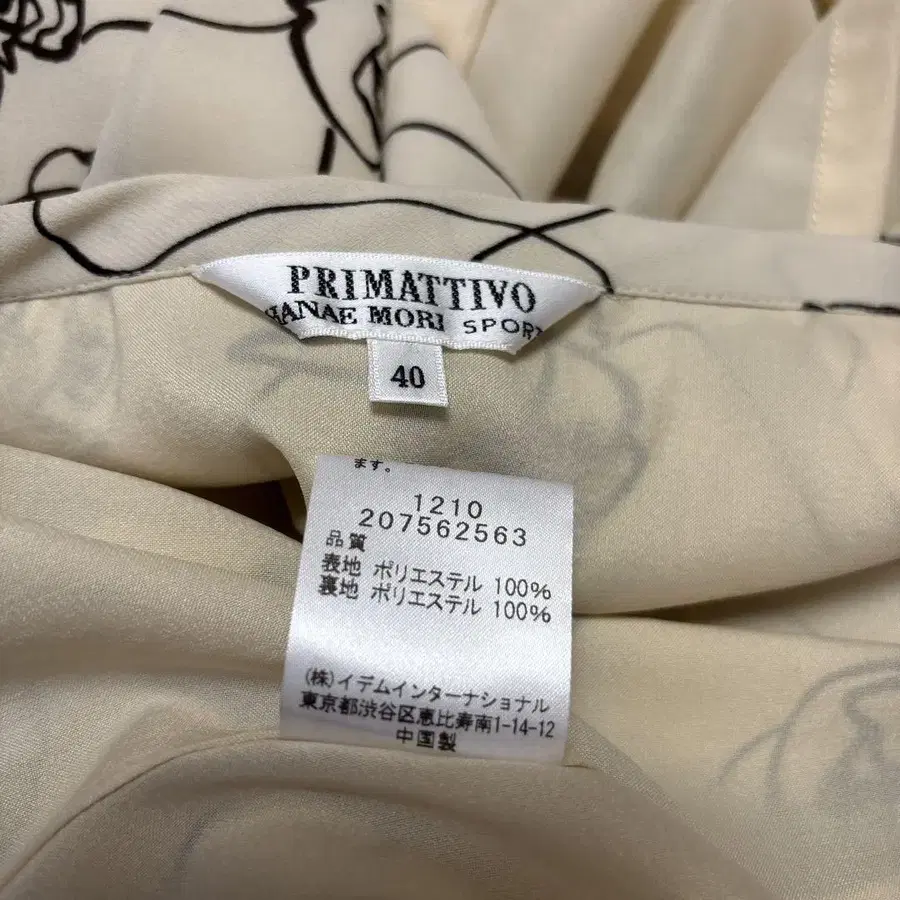 PRIMATTIVO
HANAE MORI SPORT
40
ます。
1210
207562563
品質
表地 ポリエステル 100%
裏地 ポリエステル 100%
(株)イデムインターナショナル
東京都渋谷区恵比寿南1-14-12
中国製